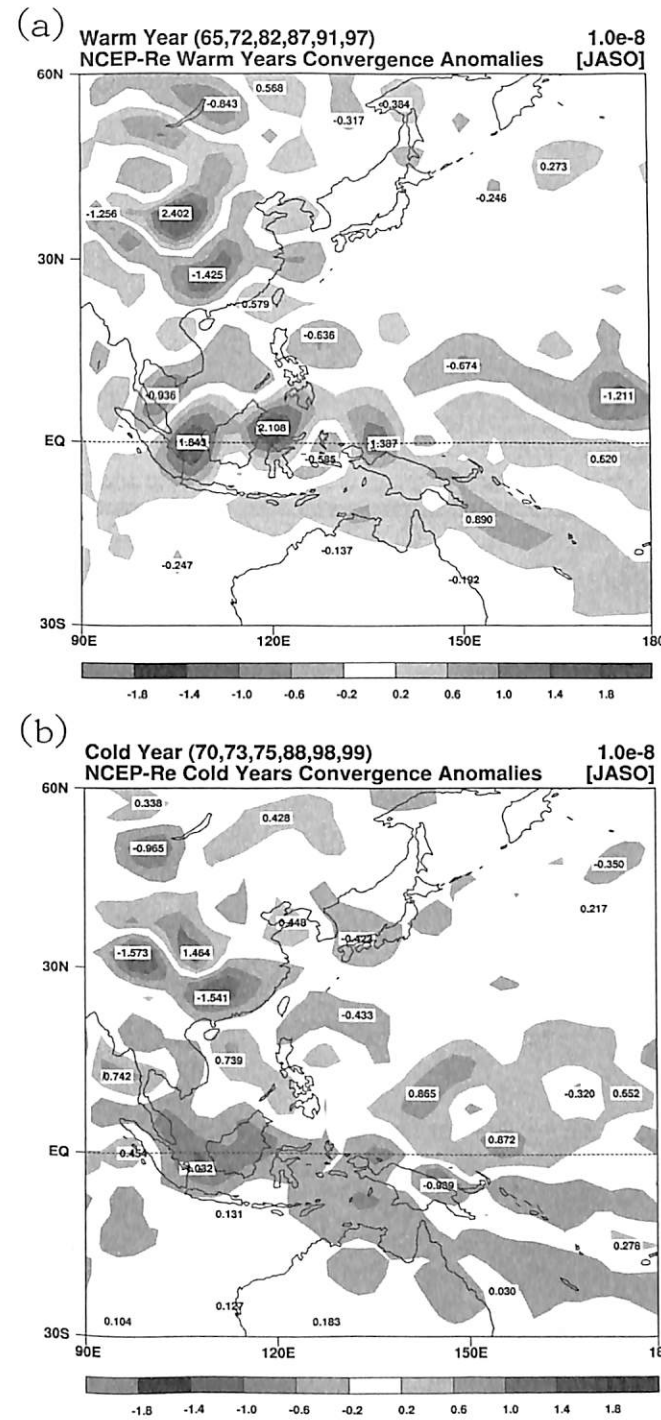 (a)
Warm Year (65,72,82,87,91,97) 1.0e-8
NCEP-Re Warm Years Convergence Anomalies [JASO]
60N
0.568
-0.843
-0.384
-0.317
0.273
-0.246
-1.256
2.402
30N
-1.425
0.579
-0.636
-0.674
-0.936
-1.211
2.108
EQ
1.843
1.387
-0.585
0.620
0.890
-0.137
-0.247
-0.192
30S
90E 120E 150E 180
-1.8 -1.4 -1.0 -0.6 -0.2 0.2 0.6 1.0 1.4 1.8
(b)
Cold Year (70,73,75,88,98,99) 1.0e-8
NCEP-Re Cold Years Convergence Anomalies [JASO]
60N
0.338
0.428
-0.965
-0.350
0.217
0.448
-0.422
-1.573
1.464
30N
-1.541
-0.433
0.739
0.742
0.865
-0.320
0.552
0.872
EQ
0.454
-0.939
0.131
0.278
0.030
0.127
0.104
0.183
30S
90E 120E 150E 180
-1.8 -1.4 -1.0 -0.6 -0.2 0.2 0.6 1.0 1.4 1.8